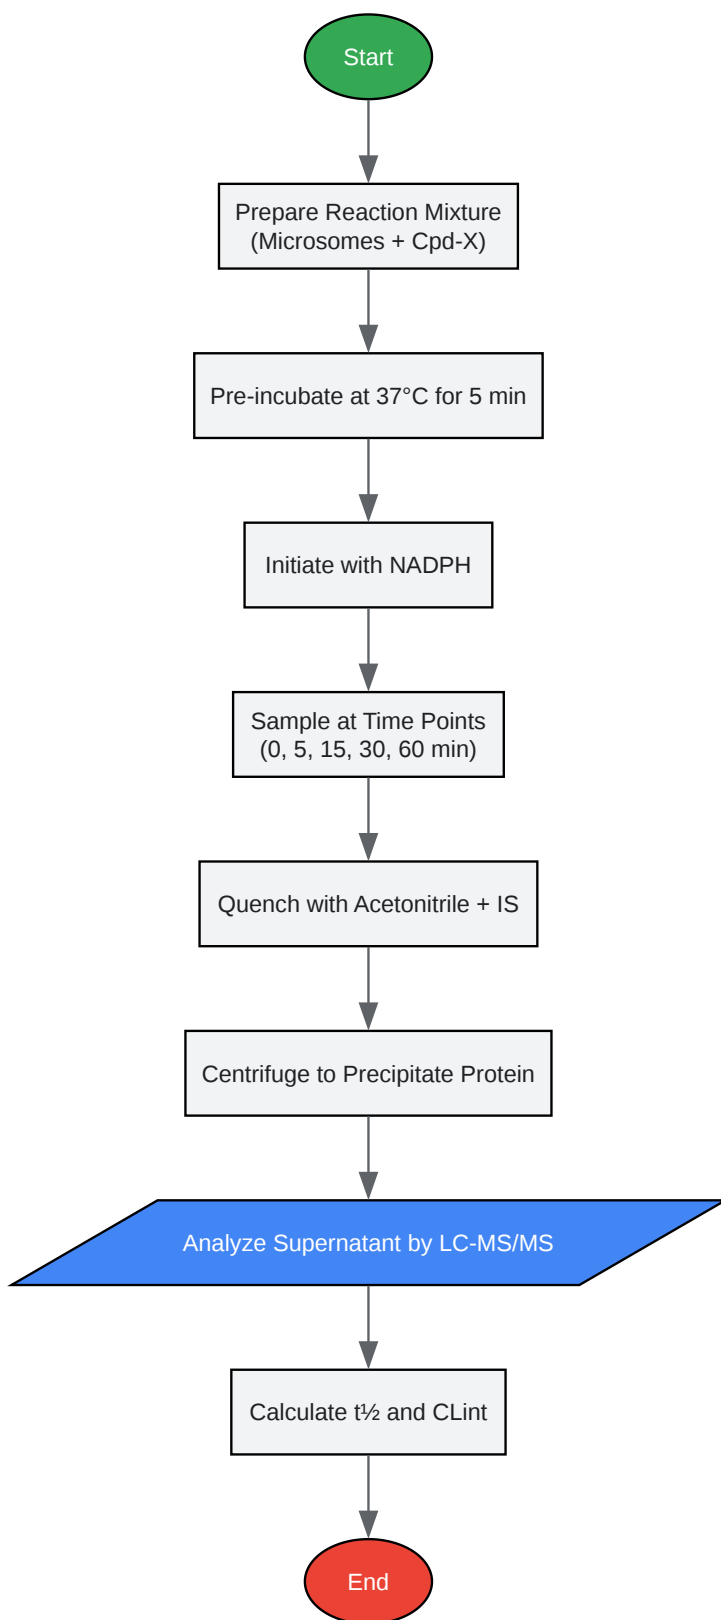 Start
Prepare Reaction Mixture
(Microsomes + Cpd-X)
Pre-incubate at 37°C for 5 min
Initiate with NADPH
Sample at Time Points
(0, 5, 15, 30, 60 min)
Quench with Acetonitrile + IS
Centrifuge to Precipitate Protein
Analyze Supernatant by LC-MS/MS
Calculate t½ and CLint
End